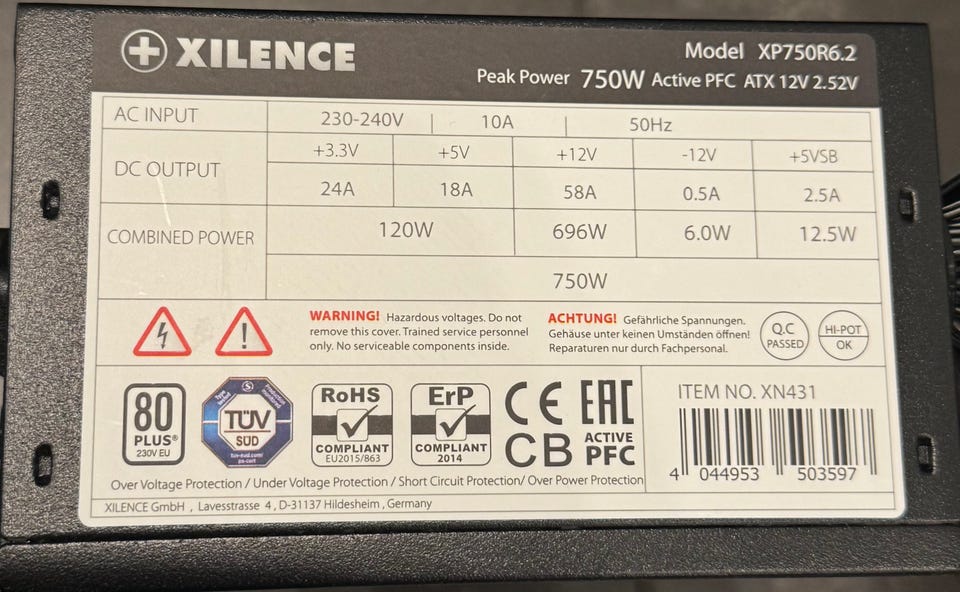 XILENCE
Model XP750R6.2
Peak Power 750W Active PFC ATX 12V 2.52V
AC INPUT 230-240V 10A 50Hz
DC OUTPUT +3.3V +5V +12V -12V +5VSB
24A 18A 58A 0.5A 2.5A
COMBINED POWER 120W 696W 6.0W 12.5W
750W
WARNING! Hazardous voltages. Do not
remove this cover. Trained service personnel
only. No serviceable components inside.
ACHTUNG! Gefährliche Spannungen.
Gehäuse unter keinen Umständen öffnen!
Reparaturen nur durch Fachpersonal.
Q.C
PASSED
HI-POT
OK
80
PLUS®
230V EU
TÜV
SÜD
tuv-sud.com/
ps-cert
RoHS
COMPLIANT
EU2015/863
ErP
COMPLIANT
2014
CE
CB
EAC
ACTIVE
PFC
ITEM NO. XN431
4 044953 503597
Over Voltage Protection / Under Voltage Protection / Short Circuit Protection/ Over Power Protection
XILENCE GmbH , Lavesstrasse 4 , D-31137 Hildesheim , Germany